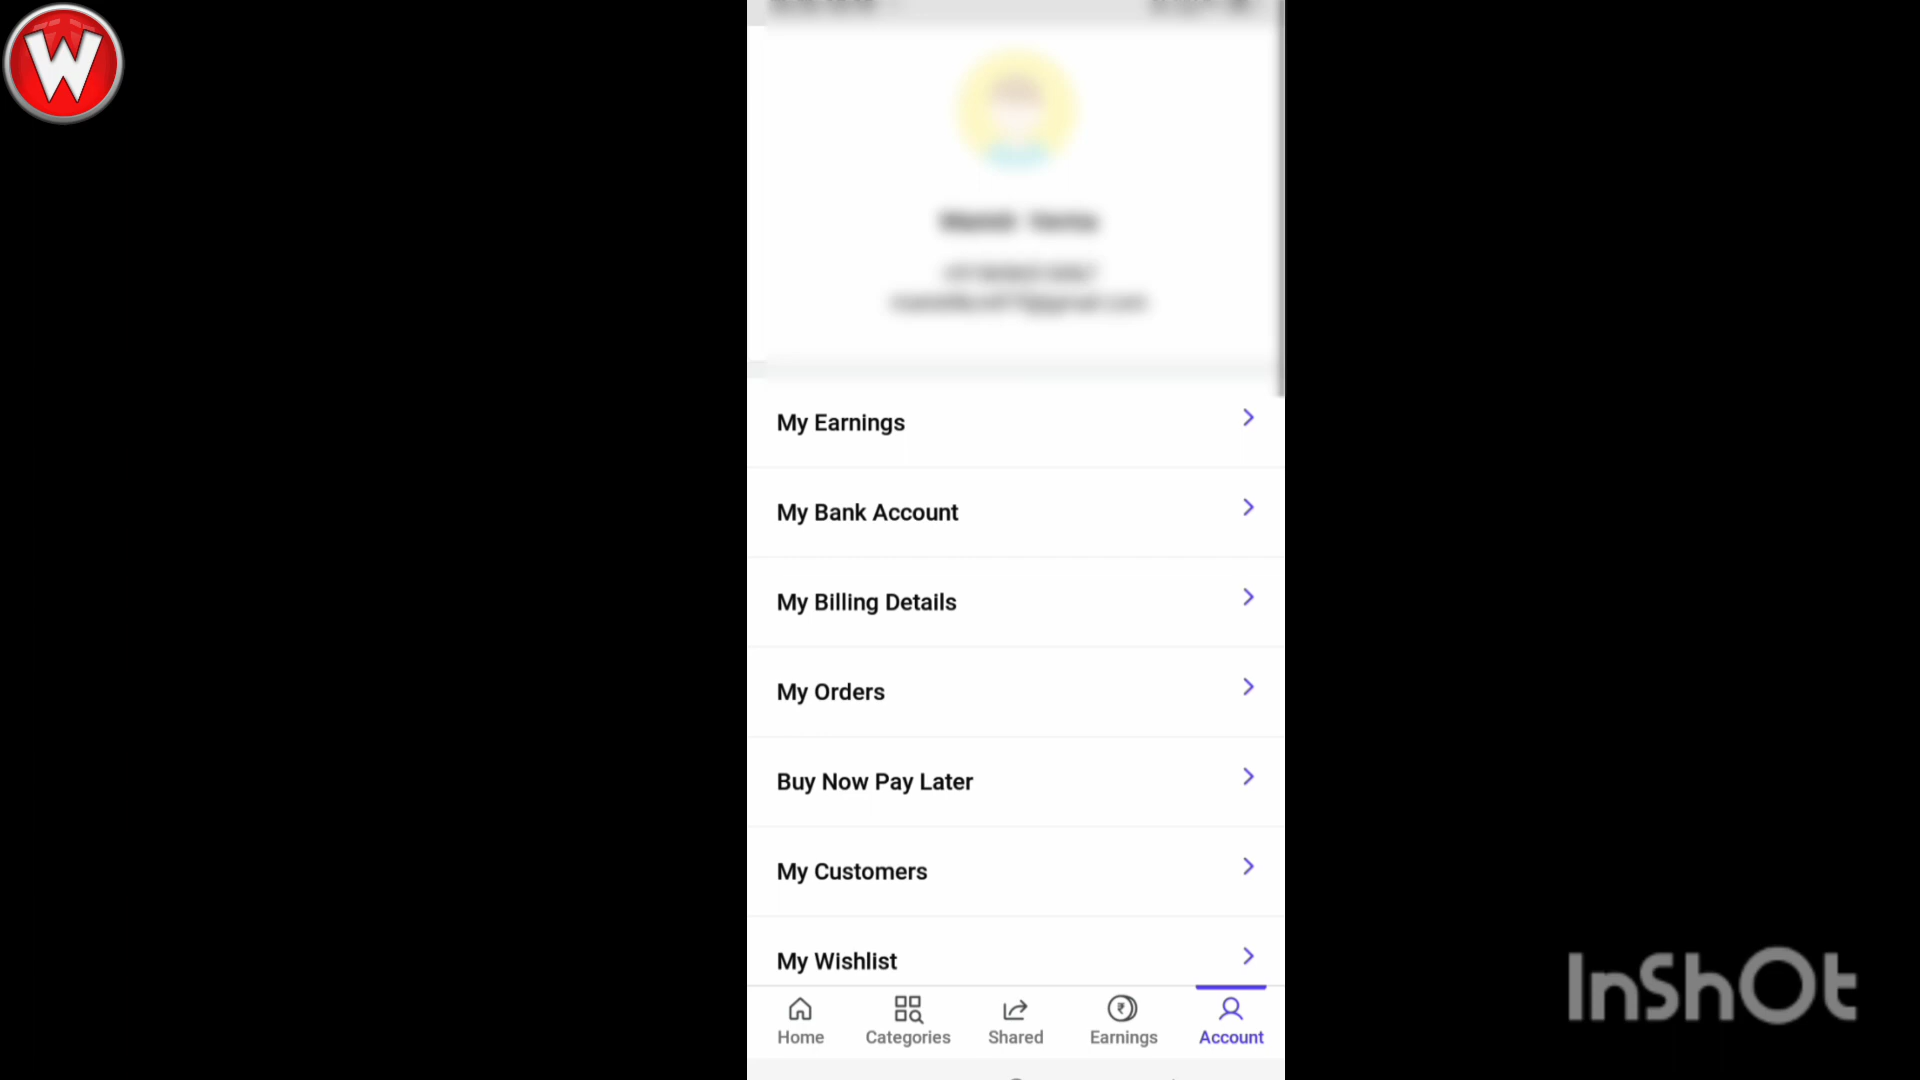 W
My Earnings
My Bank Account
My Billing Details
My Orders
Buy Now Pay Later
My Customers
My Wishlist
Home
Categories
Shared
Earnings
Account
InShOt